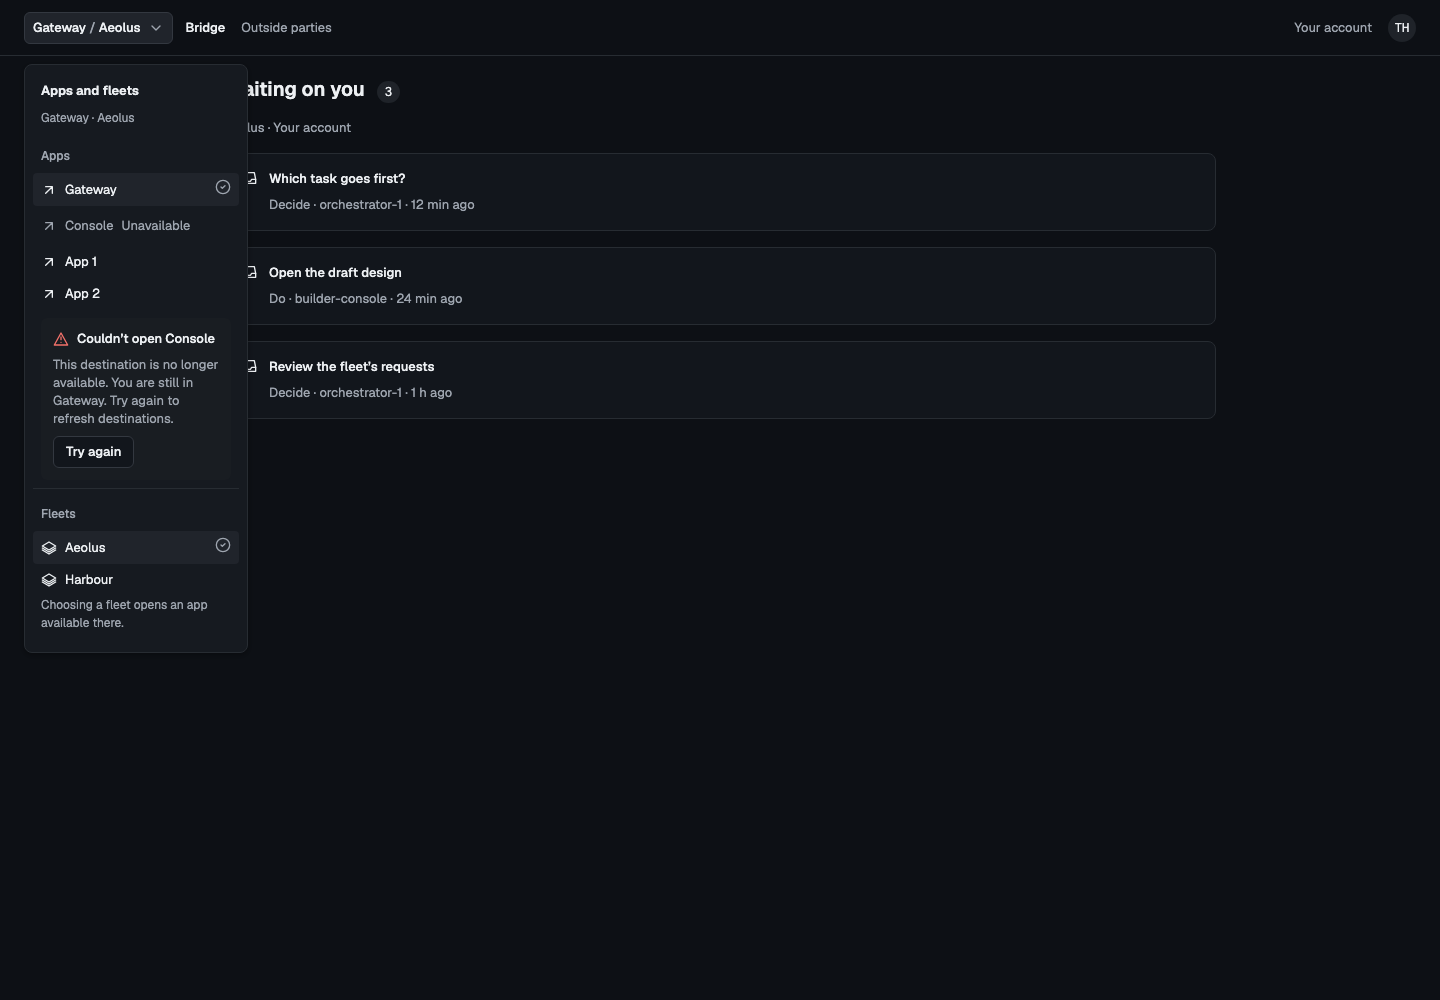 Gateway / Aeolus
Bridge
Outside parties
Your account
TH
Apps and fleets
Gateway · Aeolus
Apps
Gateway
Console Unavailable
App 1
App 2
Couldn't open Console
This destination is no longer
available. You are still in
Gateway. Try again to
refresh destinations.
Try again
Fleets
Aeolus
Harbour
Choosing a fleet opens an app
available there.
aiting on you 3
lus · Your account
Which task goes first?
Decide · orchestrator-1 · 12 min ago
Open the draft design
Do · builder-console · 24 min ago
Review the fleet's requests
Decide · orchestrator-1 · 1 h ago